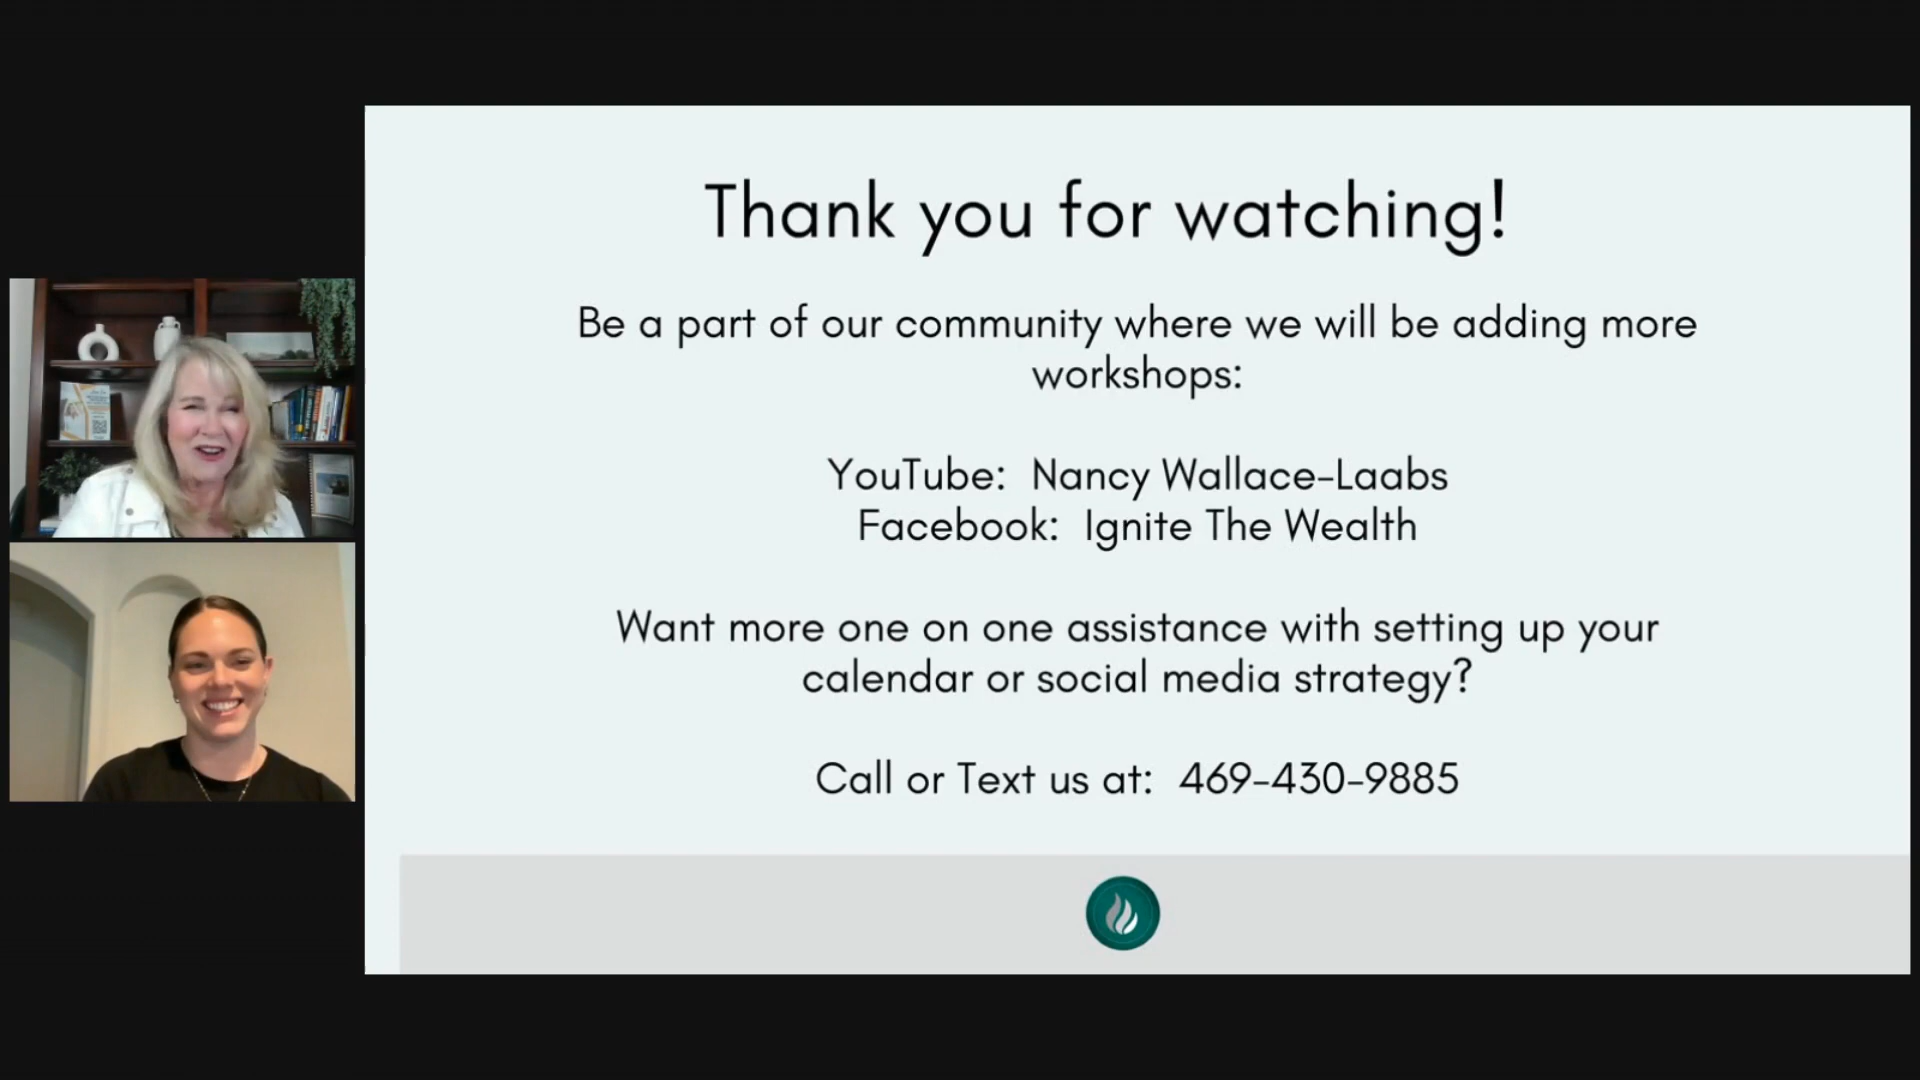 Thank you for watching!
Be a part of our community where we will be adding more
workshops:
YouTube: Nancy Wallace-Laabs
Facebook: Ignite The Wealth
Want more one on one assistance with setting up your
calendar or social media strategy?
Call or Text us at: 469-430-9885